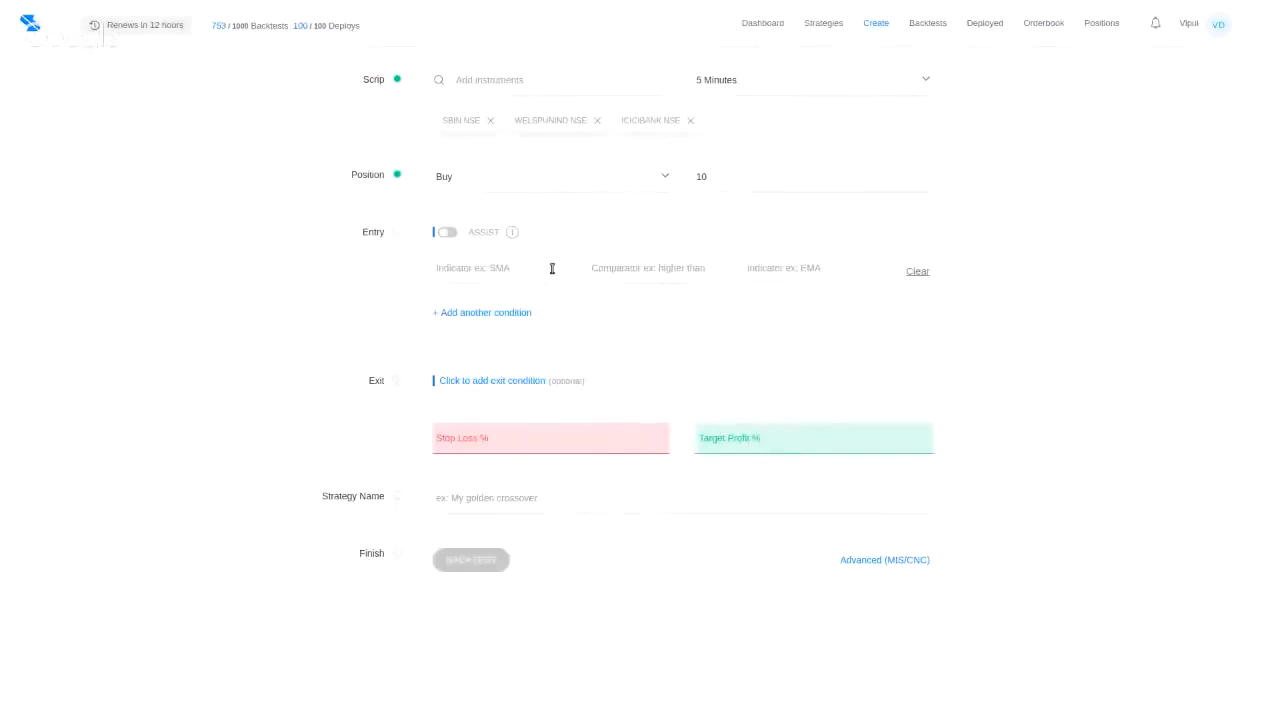 Renews in 12 hours
753 / 1000 Backtests 100 / 100 Deploys
Dashboard
Strategies
Create
Backtests
Deployed
Orderbook
Positions
Vipul
VD
Scrip
Add instruments
5 Minutes
SBIN NSE
WELSPUNIND NSE
ICICIBANK NSE
Position
Buy
10
Entry
ASSIST
Indicator ex: SMA
Comparator ex: higher than
Indicator ex: EMA
Clear
+ Add another condition
Exit
Click to add exit condition (optional)
Stop Loss %
Target Profit %
Strategy Name
ex: My golden crossover
Finish
Advanced (MIS/CNC)